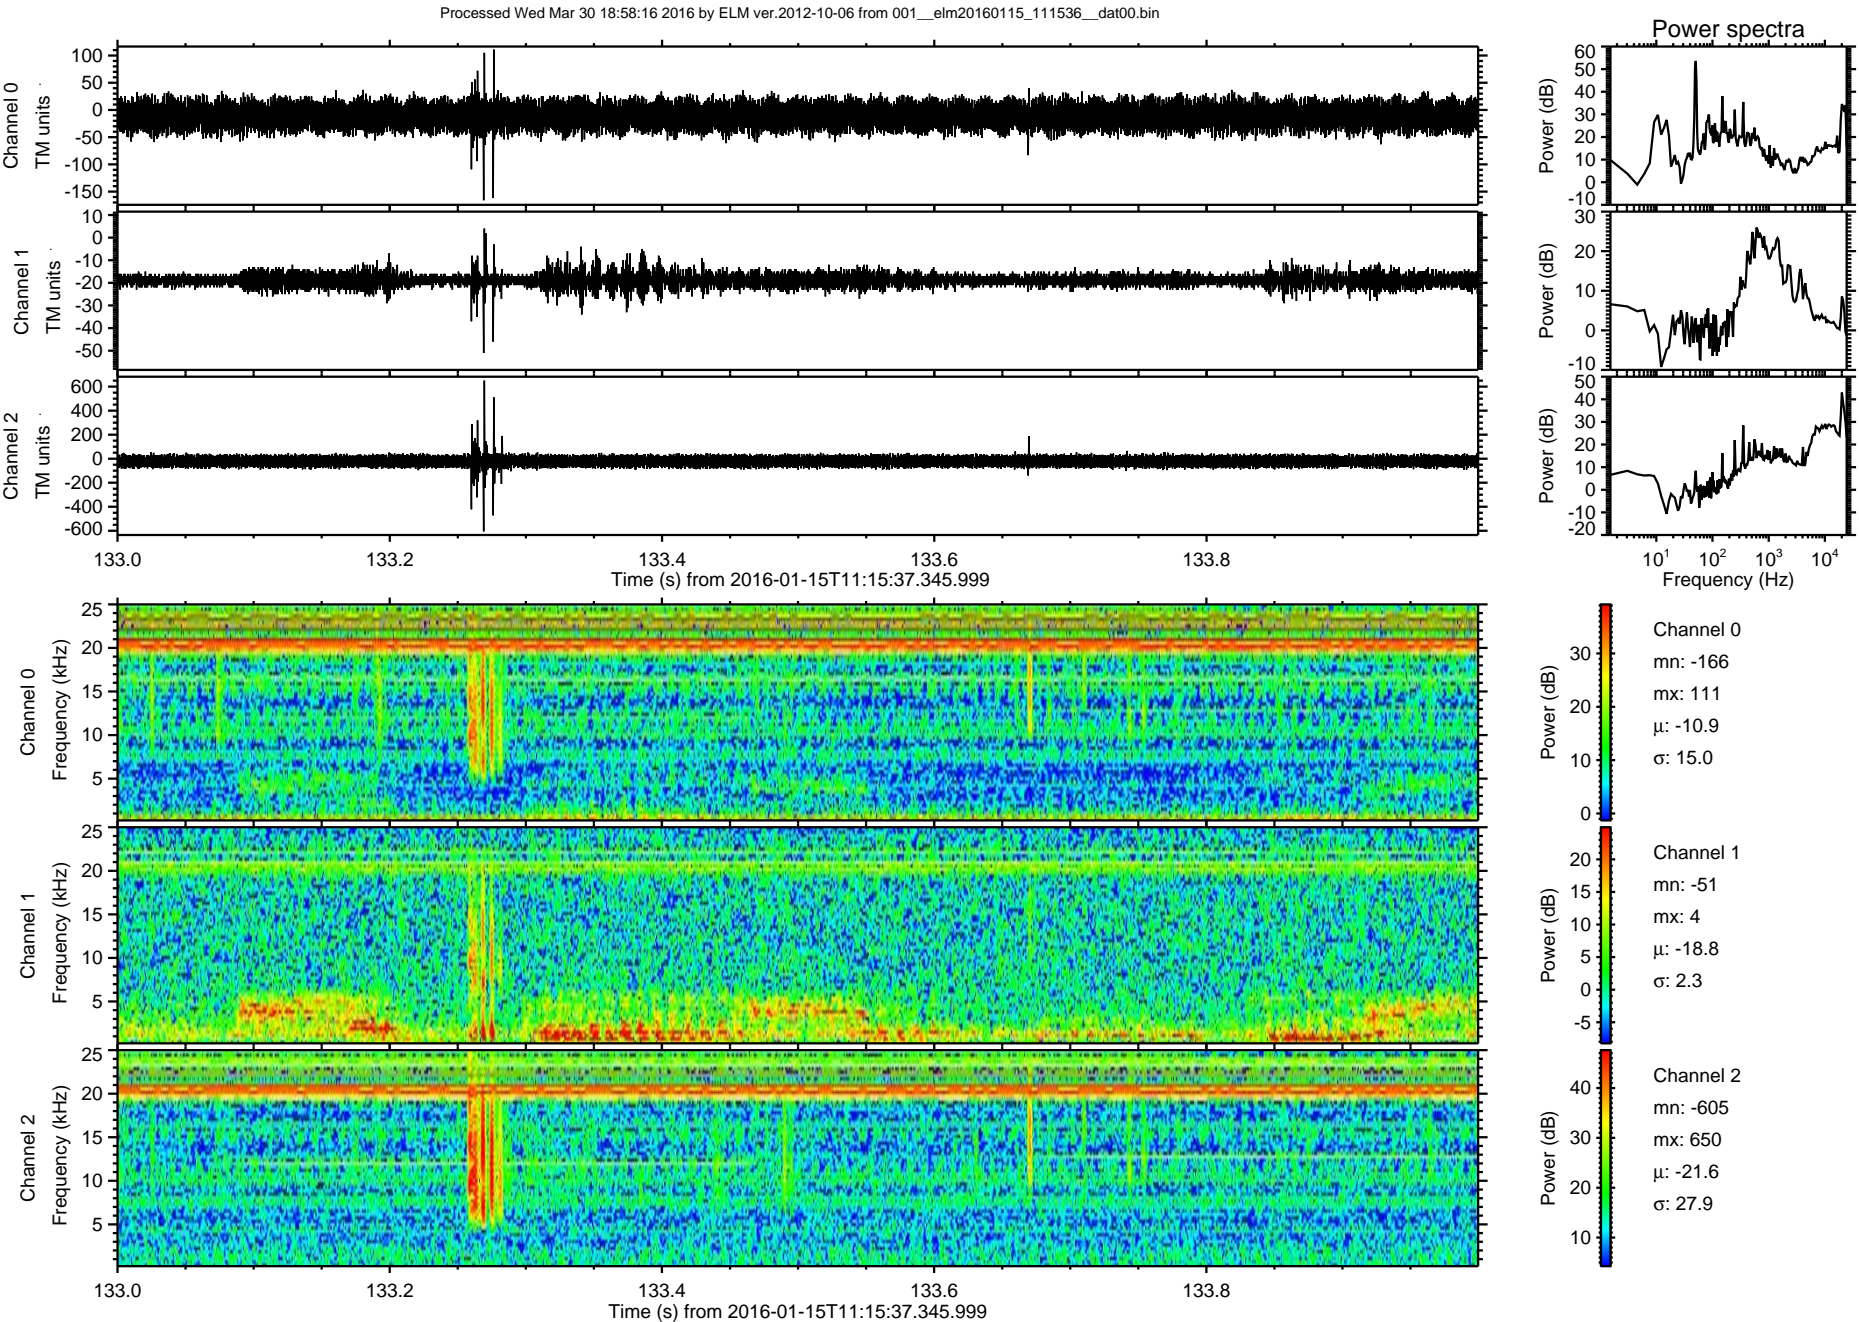 Processed Wed Mar 30 18:58:16 2016 by ELM ver.2012-10-06 from 001__elm20160115_111536__dat00.bin
Power spectra
Channel 0
TM units
100
50
0
-50
-100
-150
Power (dB)
60
50
40
30
20
10
0
-10
Channel 1
TM units
10
0
-10
-20
-30
-40
-50
Power (dB)
30
20
10
0
-10
Channel 2
TM units
600
400
200
0
-200
-400
-600
Power (dB)
50
40
30
20
10
0
-10
-20
133.0 133.2 133.4 133.6 133.8
Time (s) from 2016-01-15T11:15:37.345.999
10^1 10^2 10^3 10^4
Frequency (Hz)
Channel 0
Frequency (kHz)
25
20
15
10
5
Power (dB)
30
20
10
0
Channel 0
mn: -166
mx: 111
μ: -10.9
σ: 15.0
Channel 1
Frequency (kHz)
25
20
15
10
5
Power (dB)
20
15
10
5
0
-5
Channel 1
mn: -51
mx: 4
μ: -18.8
σ: 2.3
Channel 2
Frequency (kHz)
25
20
15
10
5
Power (dB)
40
30
20
10
Channel 2
mn: -605
mx: 650
μ: -21.6
σ: 27.9
133.0 133.2 133.4 133.6 133.8
Time (s) from 2016-01-15T11:15:37.345.999